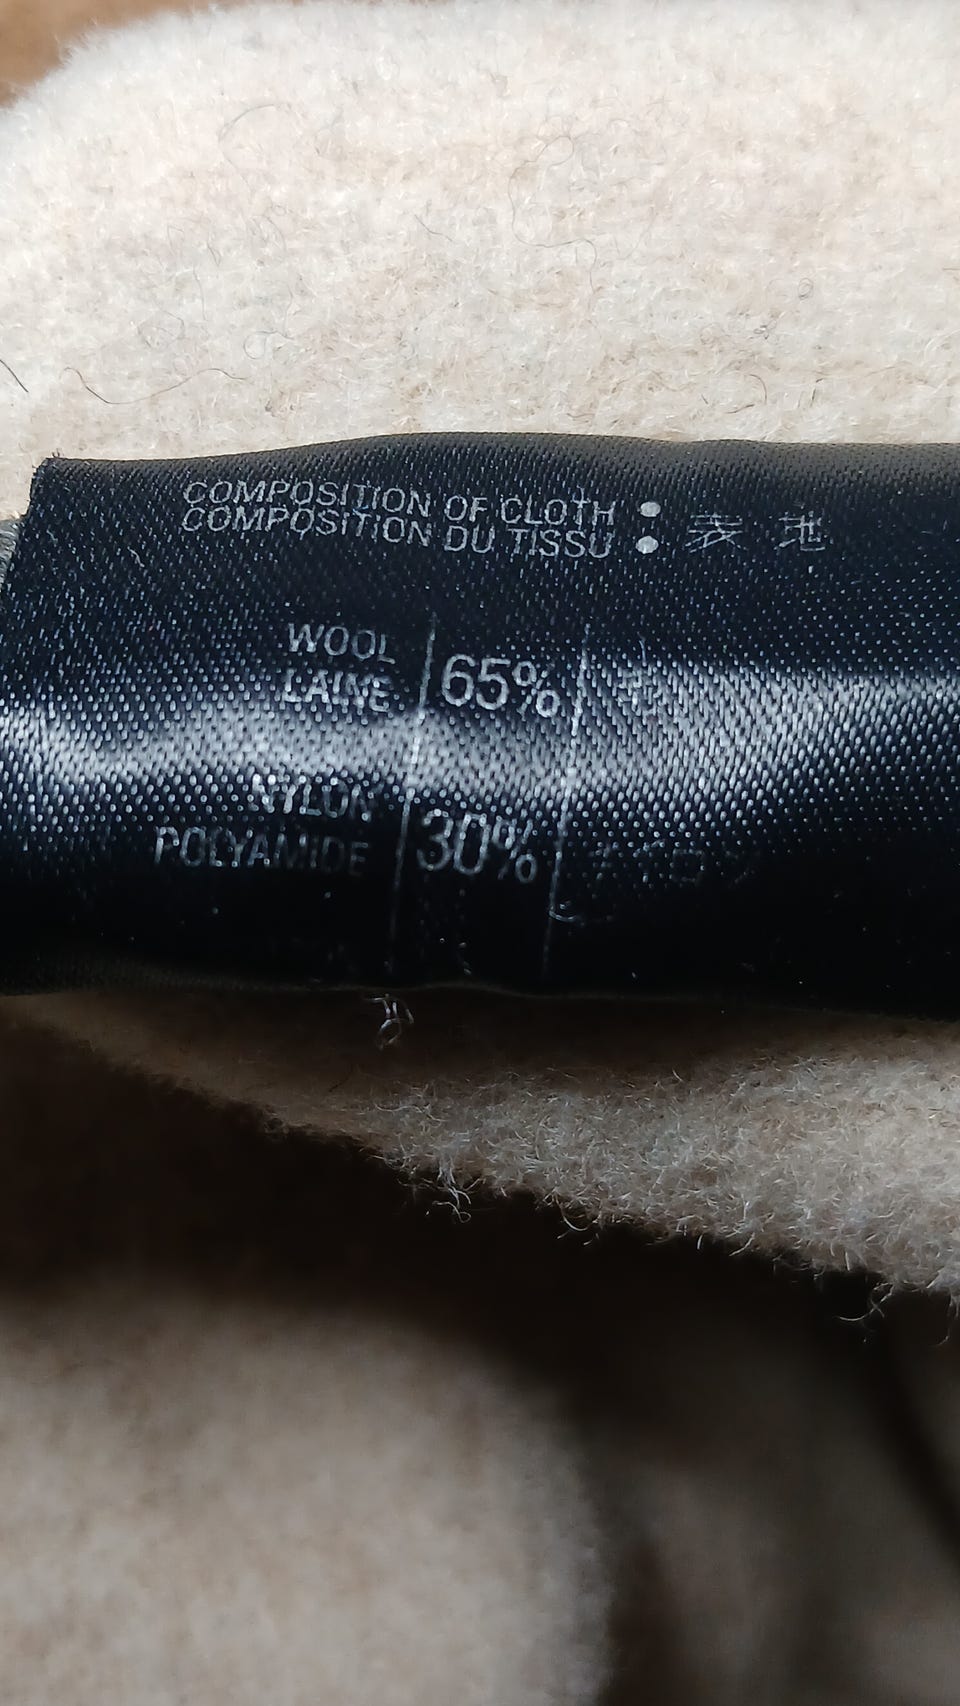 COMPOSITION OF CLOTH : 表 地
COMPOSITION DU TISSU
WOOL
LAINE
65%
NYLON
POLYAMIDE
30%